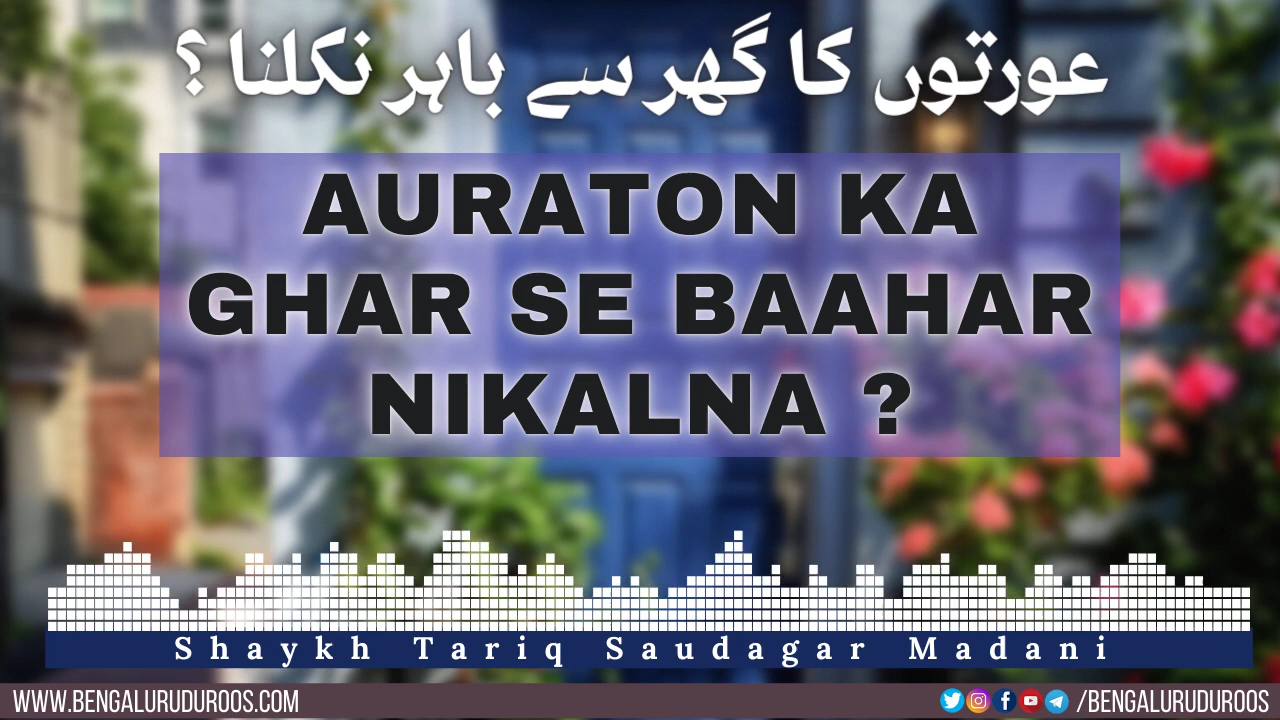 عورتوں کا گھر سے باہر نکلنا ؟
AURATON KA
GHAR SE BAAHAR
NIKALNA ?
Shaykh Tariq Saudagar Madani
WWW.BENGALURUDUROOS.COM
/BENGALURUDUROOS